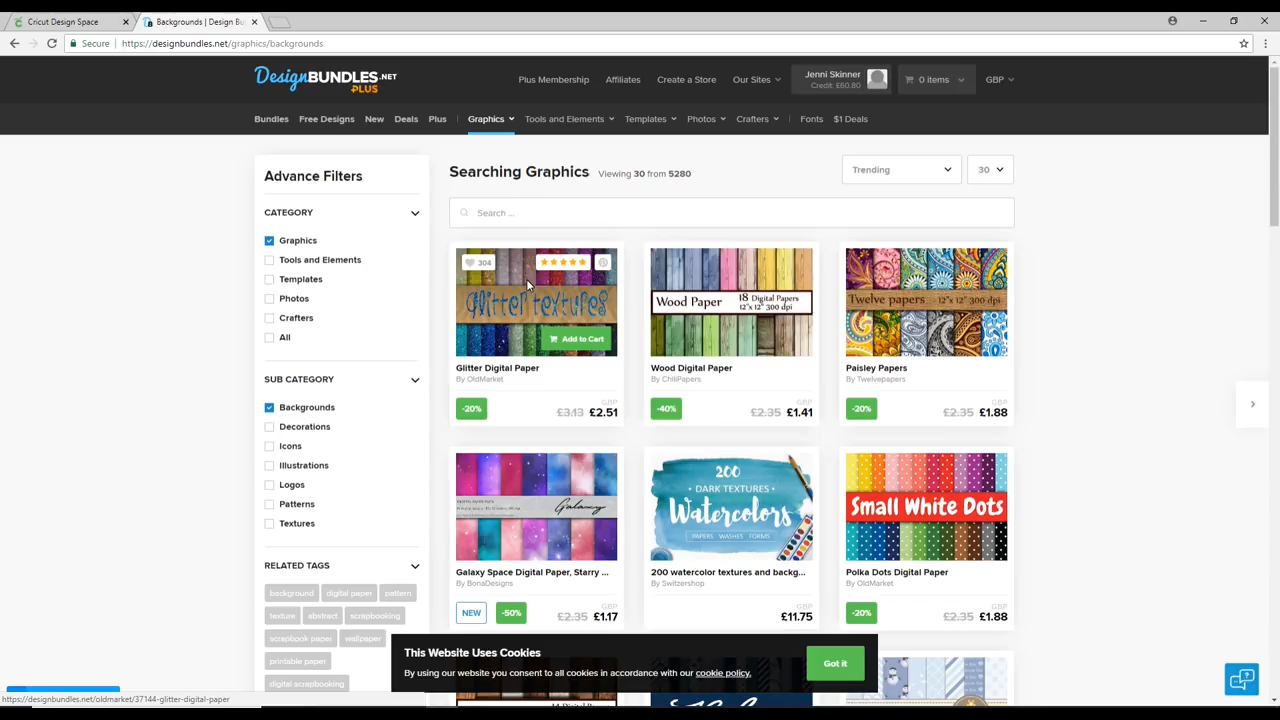 Cricut Design Space
Backgrounds | Design Bu
Secure
https://designbundles.net/graphics/backgrounds
DesignBUNDLES.NET
PLUS
Plus Membership
Affiliates
Create a Store
Our Sites
Jenni Skinner
Credit: £60.80
0 items
GBP
Bundles
Free Designs
New
Deals
Plus
Graphics
Tools and Elements
Templates
Photos
Crafters
Fonts
$1 Deals
Advance Filters
CATEGORY
Graphics
Tools and Elements
Templates
Photos
Crafters
All
SUB CATEGORY
Backgrounds
Decorations
Icons
Illustrations
Logos
Patterns
Textures
RELATED TAGS
background
digital paper
pattern
texture
abstract
scrapbooking
scrapbook paper
wallpaper
printable paper
digital scrapbooking
Searching Graphics
Viewing 30 from 5280
Trending
30
Search ...
304
Glitter textures
Add to Cart
Glitter Digital Paper
By OldMarket
-20%
£3.13
GBP
£2.51
Wood Paper
18 Digital Papers
12"x 12" 300 dpi
Wood Digital Paper
By ChiliPapers
-40%
£2.35
GBP
£1.41
Twelve papers
12"x 12" 300 dpi
Paisley Papers
By Twelvepapers
-20%
£2.35
GBP
£1.88
Galaxy
Galaxy Space Digital Paper, Starry ...
By BonaDesigns
NEW
-50%
£2.35
GBP
£1.17
200
• DARK TEXTURES •
Watercolors
PAPERS WASHES FORMS
200 watercolor textures and backg...
By Switzershop
GBP
£11.75
Small White Dots
Polka Dots Digital Paper
By OldMarket
-20%
£2.35
GBP
£1.88
This Website Uses Cookies
By using our website you consent to all cookies in accordance with our cookie policy.
Got it
https://designbundles.net/oldmarket/37144-glitter-digital-paper